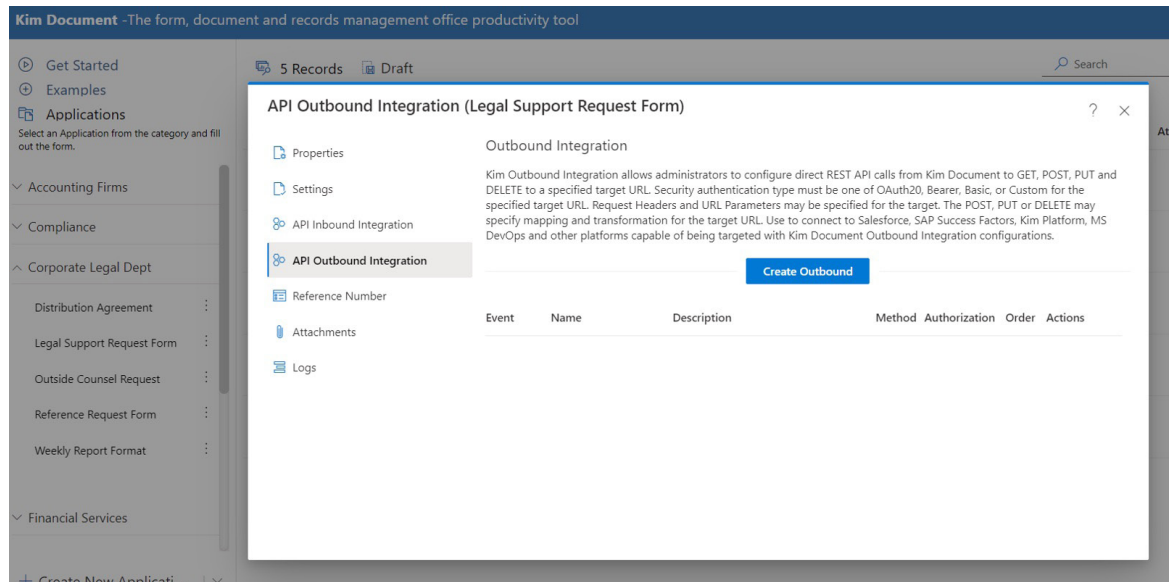 Kim Document -The form, document and records management office productivity tool
Get Started
Examples
Applications
Select an Application from the category and fill
out the form.
Accounting Firms
Compliance
Corporate Legal Dept
Distribution Agreement
Legal Support Request Form
Outside Counsel Request
Reference Request Form
Weekly Report Format
Financial Services
Create New Applicati
5 Records
Draft
Search
At
API Outbound Integration (Legal Support Request Form)
?
Properties
Settings
API Inbound Integration
API Outbound Integration
Reference Number
Attachments
Logs
Outbound Integration
Kim Outbound Integration allows administrators to configure direct REST API calls from Kim Document to GET, POST, PUT and
DELETE to a specified target URL. Security authentication type must be one of OAuth20, Bearer, Basic, or Custom for the
specified target URL. Request Headers and URL Parameters may be specified for the target. The POST, PUT or DELETE may
specify mapping and transformation for the target URL. Use to connect to Salesforce, SAP Success Factors, Kim Platform, MS
DevOps and other platforms capable of being targeted with Kim Document Outbound Integration configurations.
Create Outbound
Event Name Description Method Authorization Order Actions